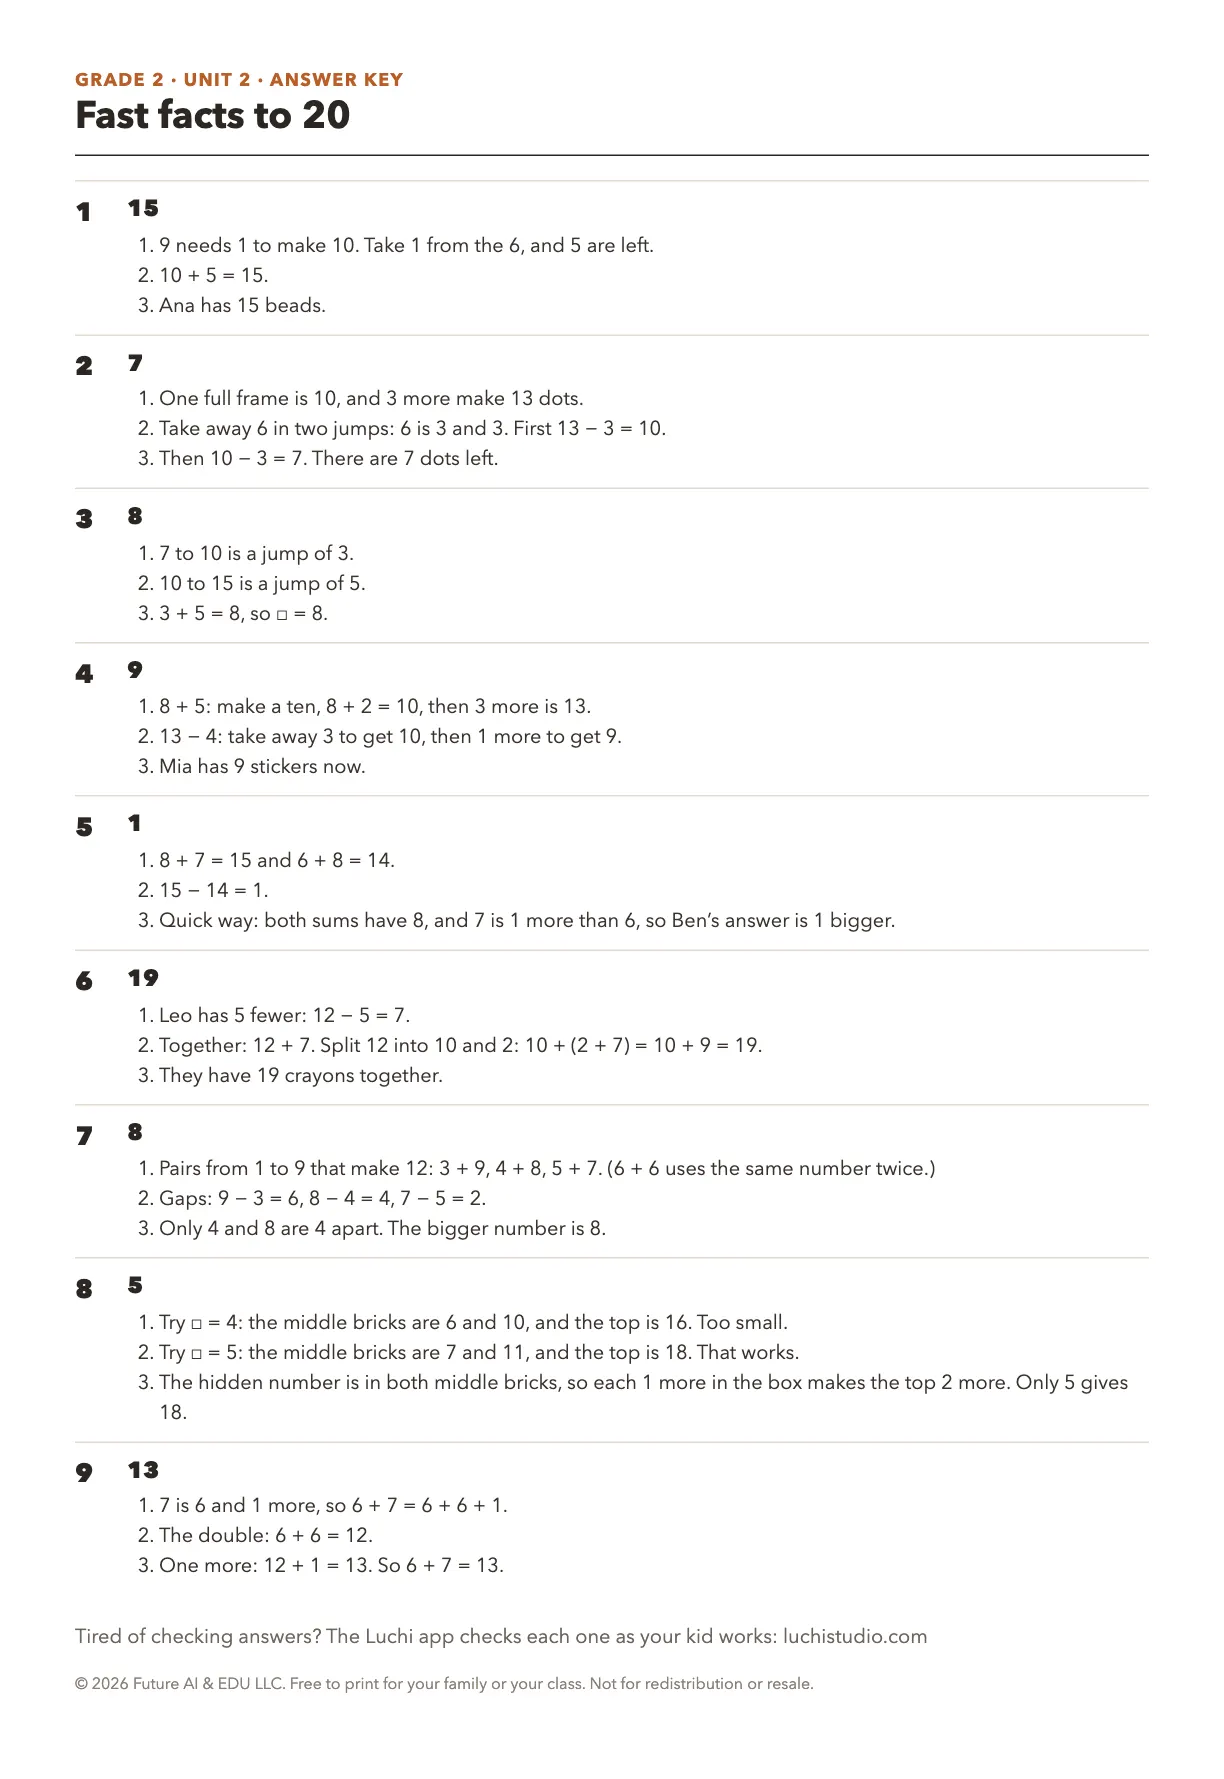 GRADE 2 · UNIT 2 · ANSWER KEY
Fast facts to 20
1 15
1. 9 needs 1 to make 10. Take 1 from the 6, and 5 are left.
2. 10 + 5 = 15.
3. Ana has 15 beads.
2 7
1. One full frame is 10, and 3 more make 13 dots.
2. Take away 6 in two jumps: 6 is 3 and 3. First 13 − 3 = 10.
3. Then 10 − 3 = 7. There are 7 dots left.
3 8
1. 7 to 10 is a jump of 3.
2. 10 to 15 is a jump of 5.
3. 3 + 5 = 8, so □ = 8.
4 9
1. 8 + 5: make a ten, 8 + 2 = 10, then 3 more is 13.
2. 13 − 4: take away 3 to get 10, then 1 more to get 9.
3. Mia has 9 stickers now.
5 1
1. 8 + 7 = 15 and 6 + 8 = 14.
2. 15 − 14 = 1.
3. Quick way: both sums have 8, and 7 is 1 more than 6, so Ben’s answer is 1 bigger.
6 19
1. Leo has 5 fewer: 12 − 5 = 7.
2. Together: 12 + 7. Split 12 into 10 and 2: 10 + (2 + 7) = 10 + 9 = 19.
3. They have 19 crayons together.
7 8
1. Pairs from 1 to 9 that make 12: 3 + 9, 4 + 8, 5 + 7. (6 + 6 uses the same number twice.)
2. Gaps: 9 − 3 = 6, 8 − 4 = 4, 7 − 5 = 2.
3. Only 4 and 8 are 4 apart. The bigger number is 8.
8 5
1. Try □ = 4: the middle bricks are 6 and 10, and the top is 16. Too small.
2. Try □ = 5: the middle bricks are 7 and 11, and the top is 18. That works.
3. The hidden number is in both middle bricks, so each 1 more in the box makes the top 2 more. Only 5 gives
18.
9 13
1. 7 is 6 and 1 more, so 6 + 7 = 6 + 6 + 1.
2. The double: 6 + 6 = 12.
3. One more: 12 + 1 = 13. So 6 + 7 = 13.
Tired of checking answers? The Luchi app checks each one as your kid works: luchistudio.com
© 2026 Future AI & EDU LLC. Free to print for your family or your class. Not for redistribution or resale.